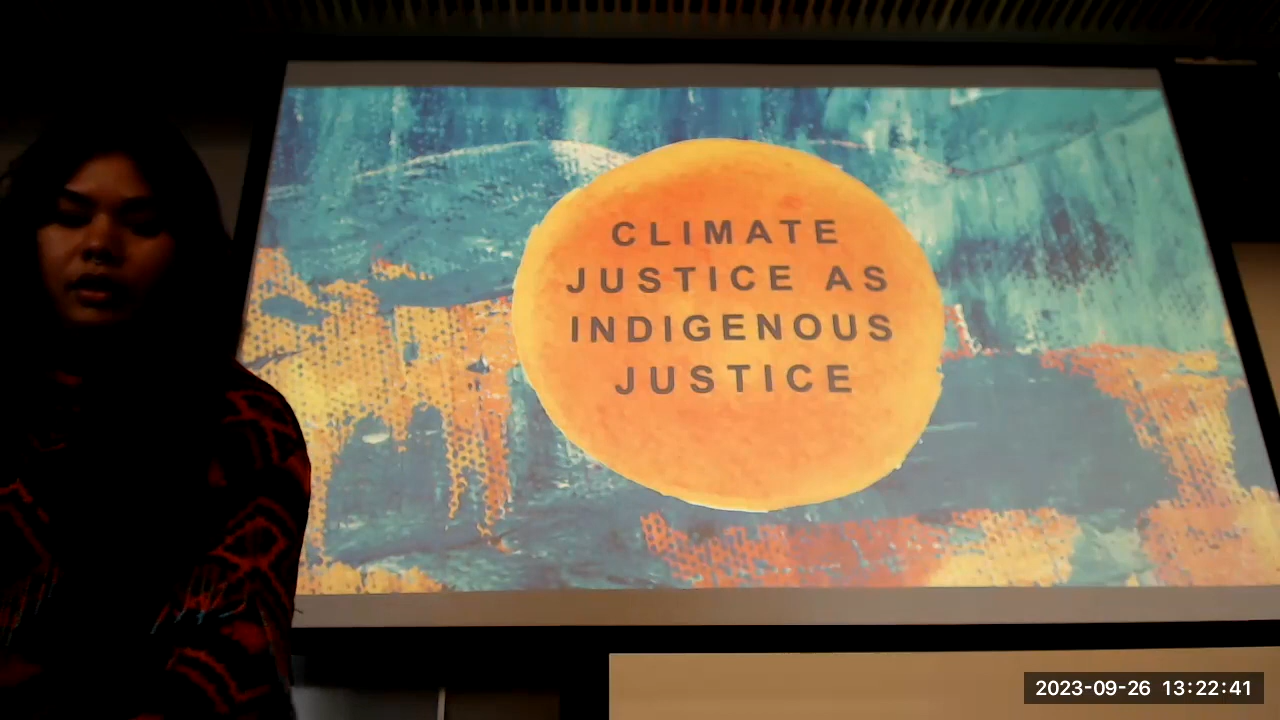 CLIMATE
JUSTICE AS
INDIGENOUS
JUSTICE
2023-09-26 13:22:41